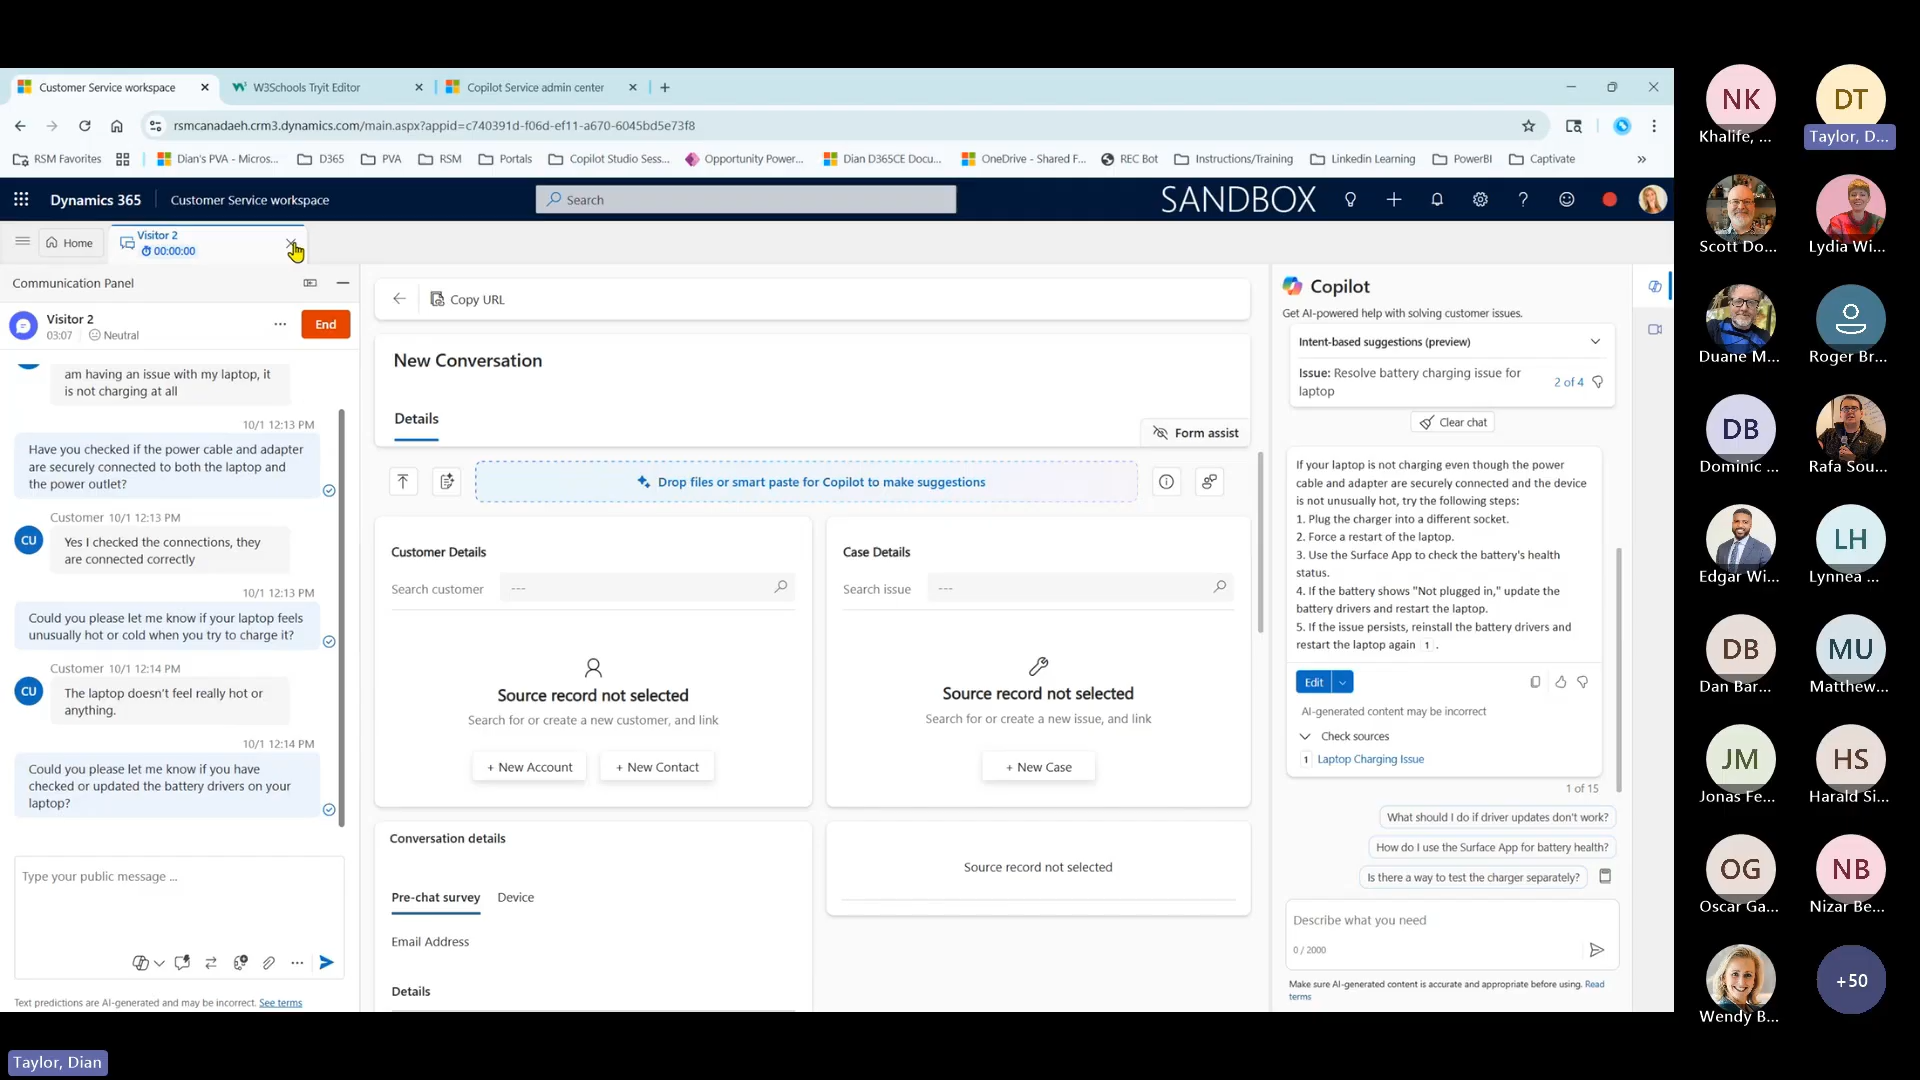 Customer Service workspace
W3Schools Tryit Editor
Copilot Service admin center
rsmcanadaeh.crm3.dynamics.com/main.aspx?appid=c740391d-f06d-ef11-a670-6045bd5e73f8
RSM Favorites
Dian's PVA - Micros...
D365
PVA
RSM
Portals
Copilot Studio Sess...
Opportunity Power...
Dian D365CE Docu...
OneDrive - Shared F...
REC Bot
Instructions/Training
Linkedin Learning
PowerBI
Captivate
Dynamics 365
Customer Service workspace
Search
SANDBOX
Home
Visitor 2
00:00:00
Communication Panel
Visitor 2
03:07
Neutral
End
am having an issue with my laptop, it
is not charging at all
10/1 12:13 PM
Have you checked if the power cable and adapter
are securely connected to both the laptop and
the power outlet?
Customer 10/1 12:13 PM
CU
Yes I checked the connections, they
are connected correctly
10/1 12:13 PM
Could you please let me know if your laptop feels
unusually hot or cold when you try to charge it?
Customer 10/1 12:14 PM
CU
The laptop doesn't feel really hot or
anything.
10/1 12:14 PM
Could you please let me know if you have
checked or updated the battery drivers on your
laptop?
Type your public message ...
Text predictions are AI-generated and may be incorrect. See terms
Copy URL
New Conversation
Details
Form assist
Drop files or smart paste for Copilot to make suggestions
Customer Details
Search customer
---
Source record not selected
Search for or create a new customer, and link
+ New Account
+ New Contact
Case Details
Search issue
---
Source record not selected
Search for or create a new issue, and link
+ New Case
Conversation details
Pre-chat survey
Device
Email Address
Details
Source record not selected
Copilot
Get AI-powered help with solving customer issues.
Intent-based suggestions (preview)
Issue: Resolve battery charging issue for
laptop
2 of 4
Clear chat
If your laptop is not charging even though the power
cable and adapter are securely connected and the device
is not unusually hot, try the following steps:
1. Plug the charger into a different socket.
2. Force a restart of the laptop.
3. Use the Surface App to check the battery's health
status.
4. If the battery shows "Not plugged in," update the
battery drivers and restart the laptop.
5. If the issue persists, reinstall the battery drivers and
restart the laptop again 1 .
Edit
AI-generated content may be incorrect
Check sources
1 Laptop Charging Issue
1 of 15
What should I do if driver updates don't work?
How do I use the Surface App for battery health?
Is there a way to test the charger separately?
Describe what you need
0 / 2000
Make sure AI-generated content is accurate and appropriate before using. Read
terms
NK
Khalife, ...
DT
Taylor, D...
Scott Do...
Lydia Wi...
Duane M...
Roger Br...
DB
Dominic ...
Rafa Sou...
Edgar Wi...
LH
Lynnea ...
DB
Dan Bar...
MU
Matthew...
JM
Jonas Fe...
HS
Harald Si...
OG
Oscar Ga...
NB
Nizar Be...
Wendy B...
+50
Taylor, Dian